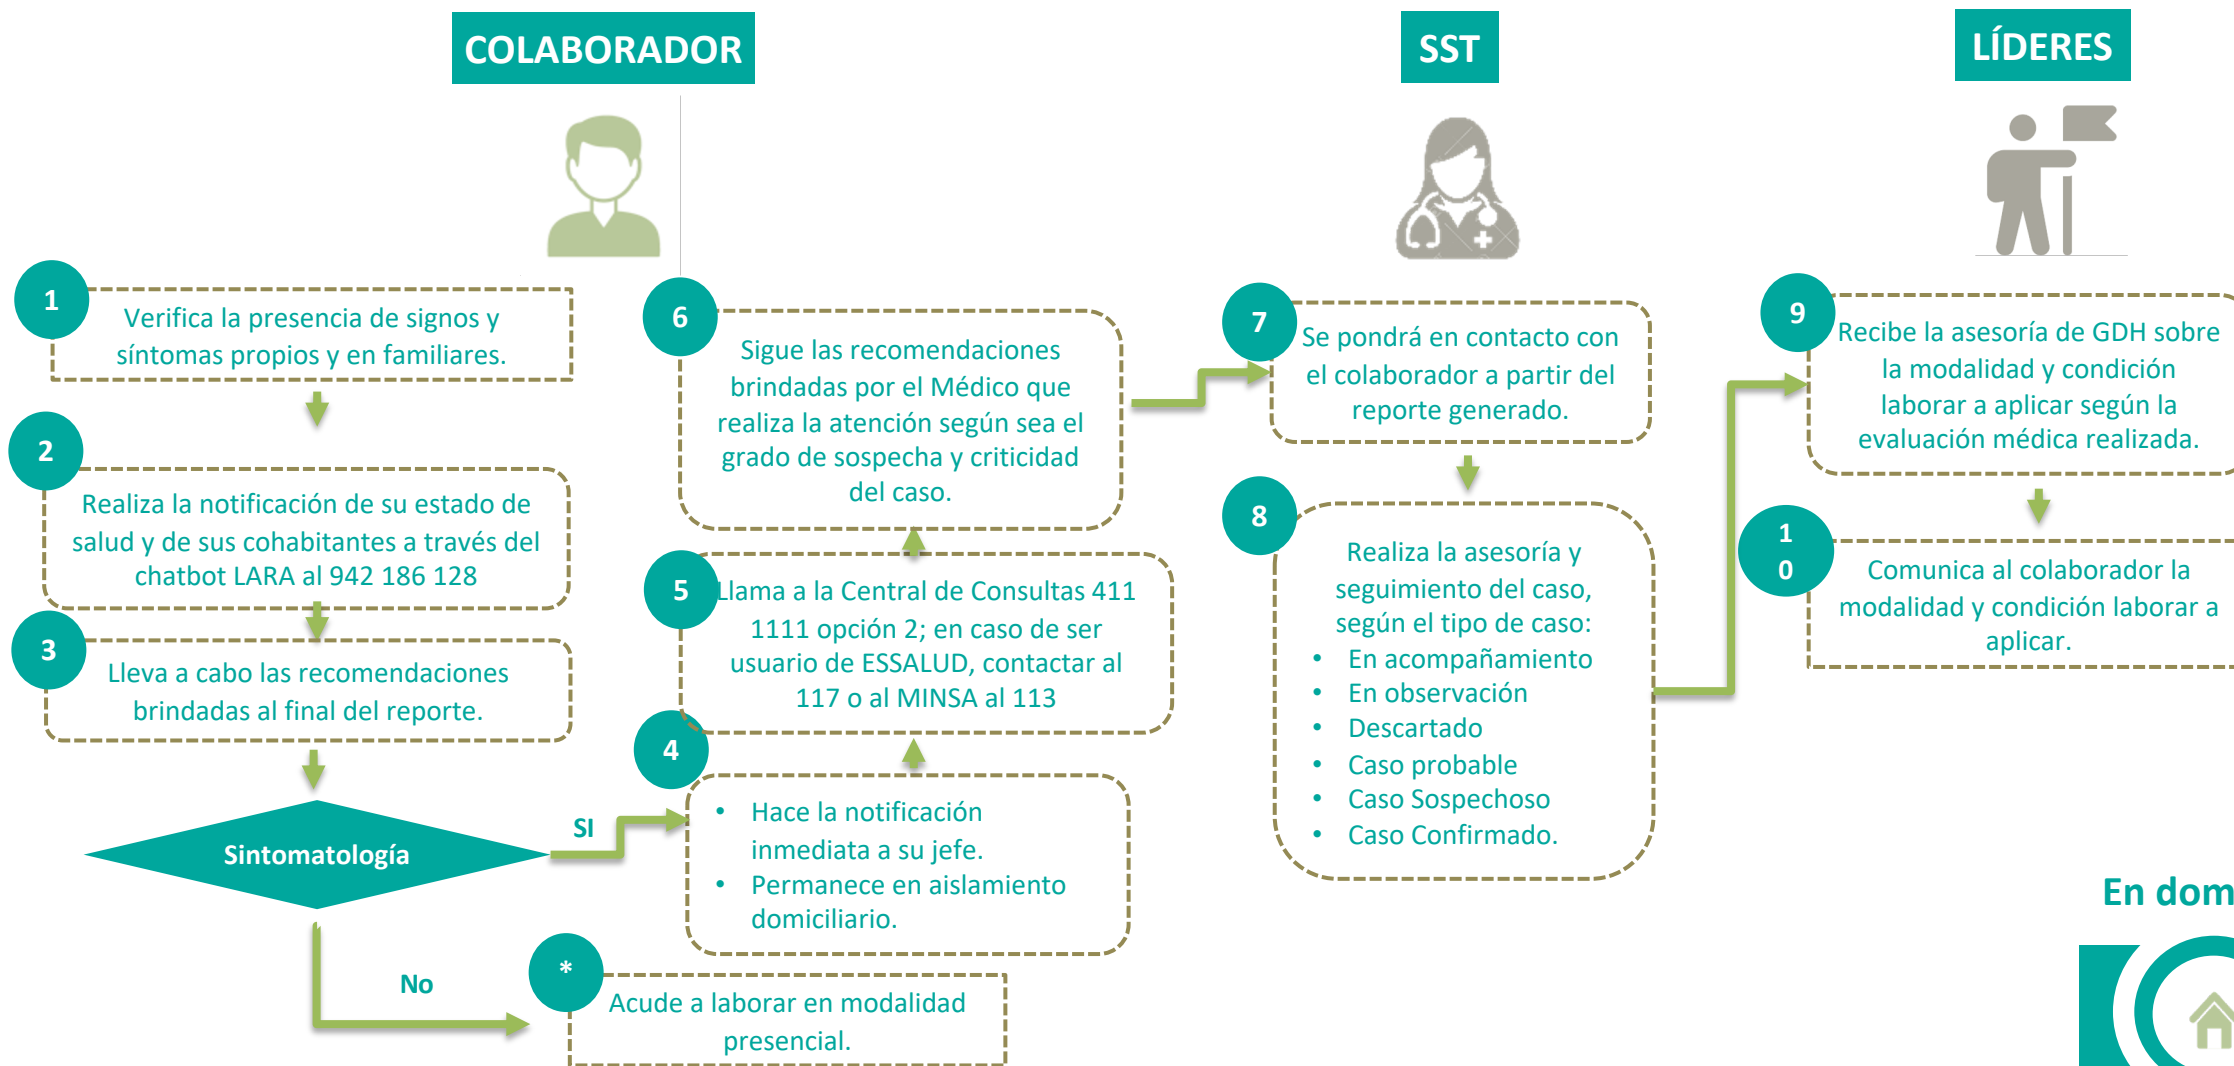 COLABORADOR
SST
LÍDERES
1
Verifica la presencia de signos y
síntomas propios y en familiares.
2
Realiza la notificación de su estado de
salud y de sus cohabitantes a través del
chatbot LARA al 942 186 128
3
Lleva a cabo las recomendaciones
brindadas al final del reporte.
Sintomatología
SI
No
*
Acude a laborar en modalidad
presencial.
4
• Hace la notificación
inmediata a su jefe.
• Permanece en aislamiento
domiciliario.
5
Llama a la Central de Consultas 411
1111 opción 2; en caso de ser
usuario de ESSALUD, contactar al
117 o al MINSA al 113
6
Sigue las recomendaciones
brindadas por el Médico que
realiza la atención según sea el
grado de sospecha y criticidad
del caso.
7
Se pondrá en contacto con
el colaborador a partir del
reporte generado.
8
Realiza la asesoría y
seguimiento del caso,
según el tipo de caso:
• En acompañamiento
• En observación
• Descartado
• Caso probable
• Caso Sospechoso
• Caso Confirmado.
9
Recibe la asesoría de GDH sobre
la modalidad y condición
laborar a aplicar según la
evaluación médica realizada.
1
0
Comunica al colaborador la
modalidad y condición laborar a
aplicar.
En dom